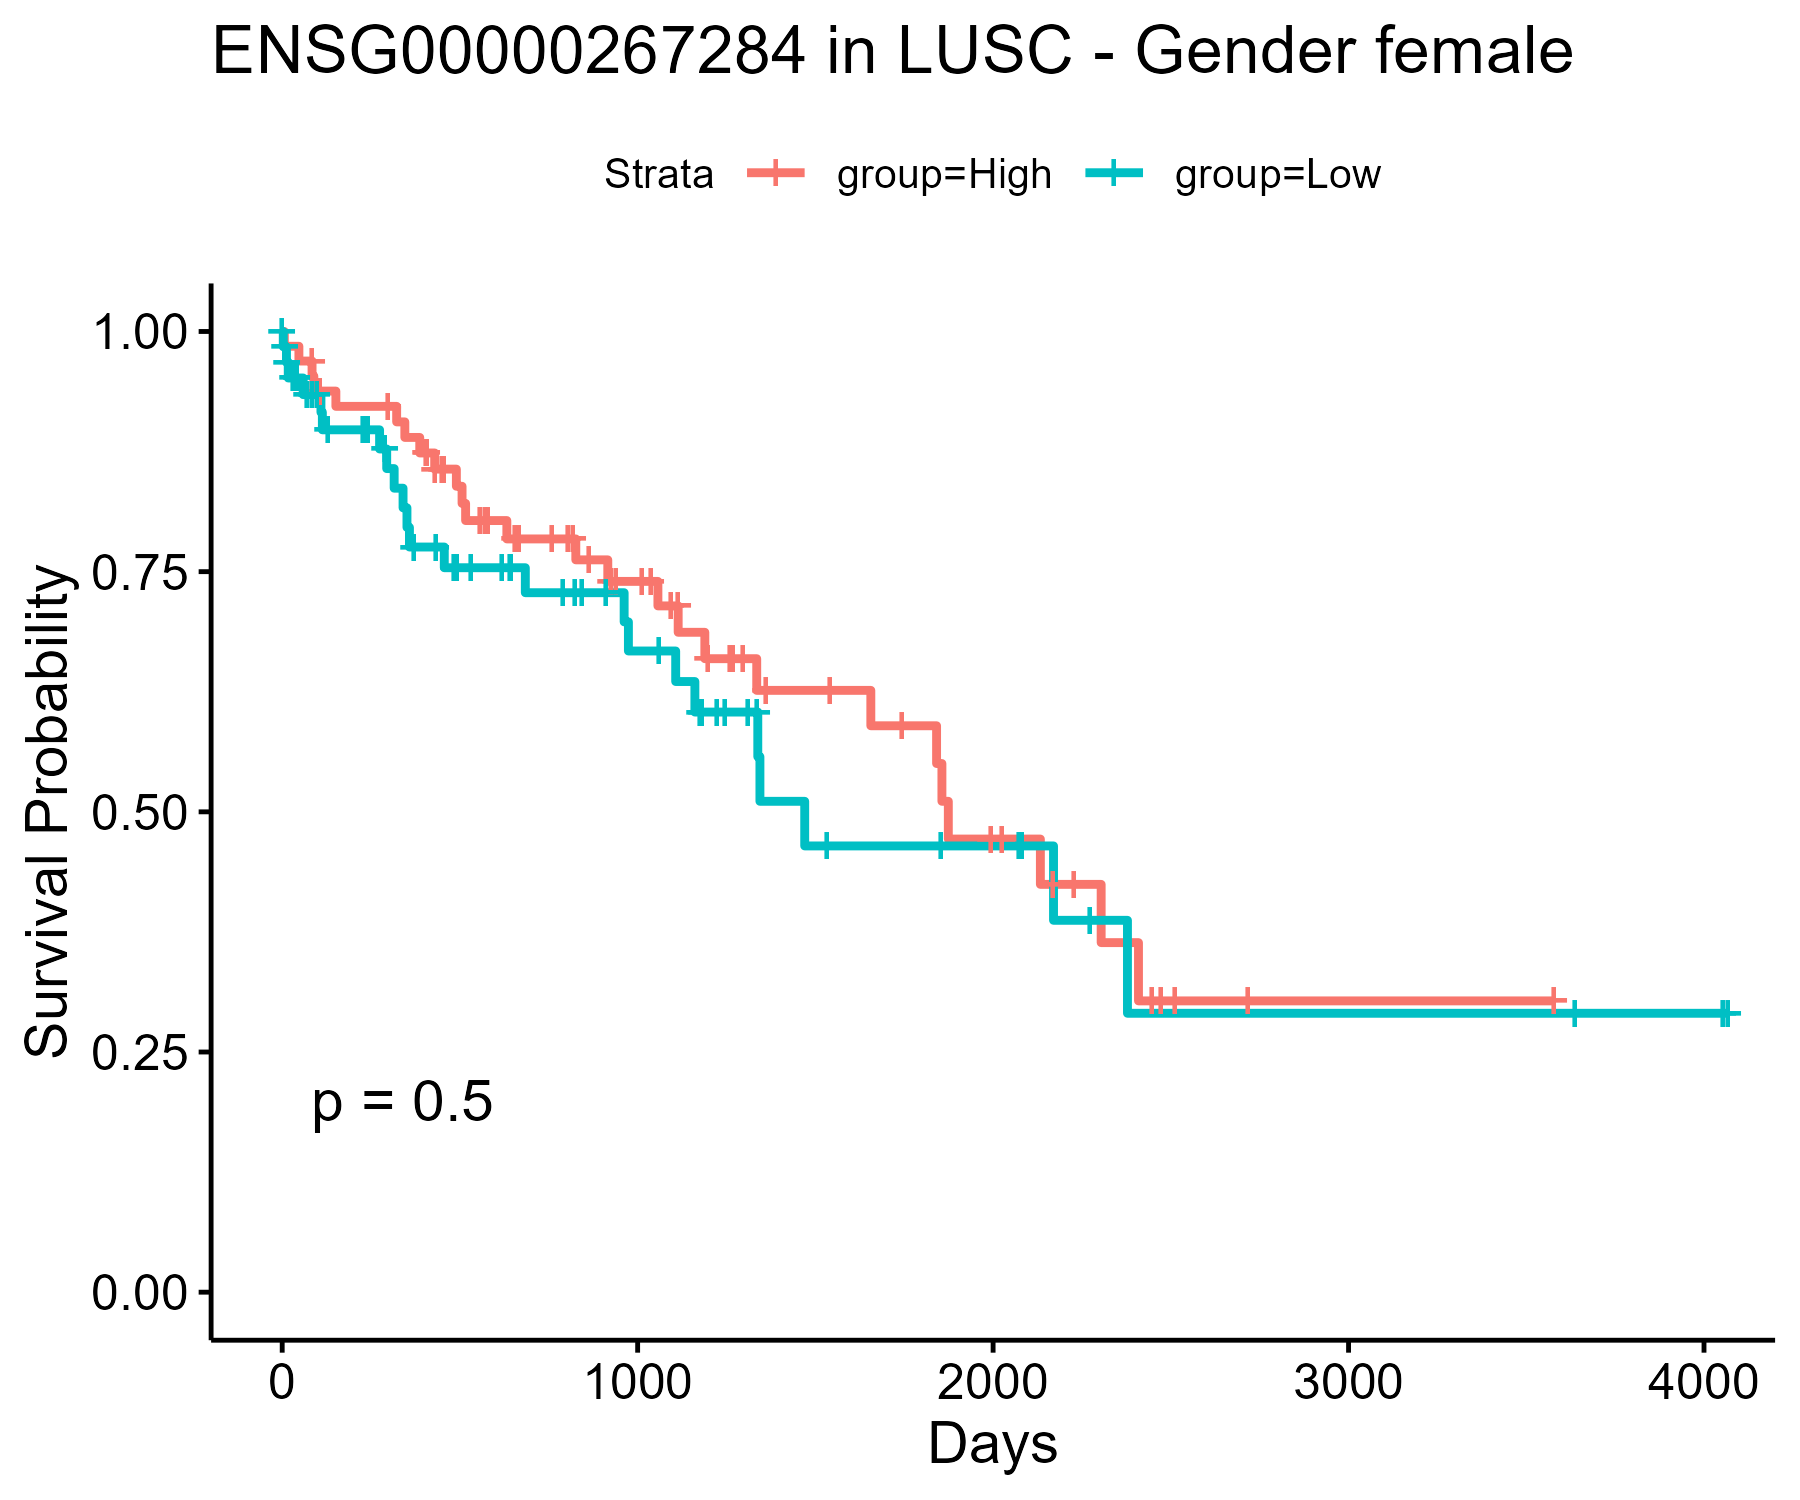 ENSG00000267284 in LUSC - Gender female
Strata group=High group=Low
Survival Probability
1.00
0.75
0.50
0.25
0.00
p = 0.5
0 1000 2000 3000 4000
Days